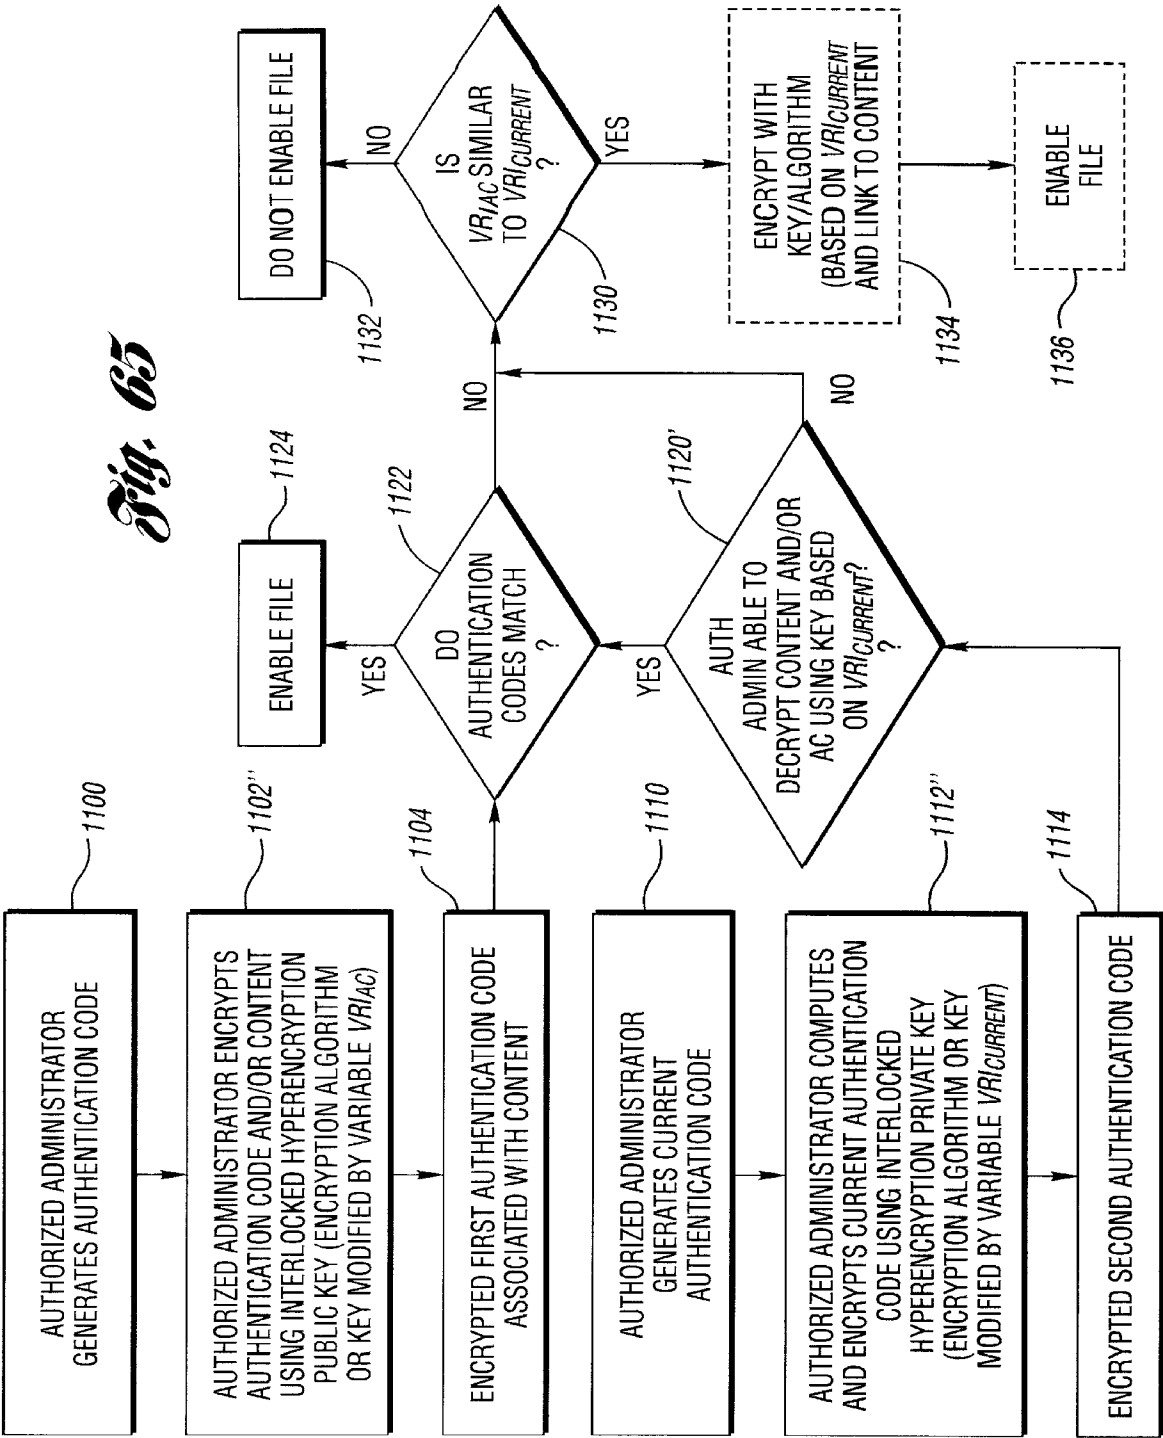 Fig. 65
AUTHORIZED ADMINISTRATOR
GENERATES AUTHENTICATION CODE
1100
AUTHORIZED ADMINISTRATOR ENCRYPTS
AUTHENTICATION CODE AND/OR CONTENT
USING INTERLOCKED HYPERENCRYPTION
PUBLIC KEY (ENCRYPTION ALGORITHM
OR KEY MODIFIED BY VARIABLE VRIAC)
1102"
ENCRYPTED FIRST AUTHENTICATION CODE
ASSOCIATED WITH CONTENT
1104
AUTHORIZED ADMINISTRATOR
GENERATES CURRENT
AUTHENTICATION CODE
1110
AUTHORIZED ADMINISTRATOR COMPUTES
AND ENCRYPTS CURRENT AUTHENTICATION
CODE USING INTERLOCKED
HYPERENCRYPTION PRIVATE KEY
(ENCRYPTION ALGORITHM OR KEY
MODIFIED BY VARIABLE VRICURRENT)
1112"
ENCRYPTED SECOND AUTHENTICATION CODE
1114
ENABLE FILE
1124
YES
DO
AUTHENTICATION
CODES MATCH
?
1122
NO
YES
AUTH
ADMIN ABLE TO
DECRYPT CONTENT AND/OR
AC USING KEY BASED
ON VRICURRENT?
?
1120'
NO
DO NOT ENABLE FILE
1132
NO
IS
VRIAC SIMILAR
TO VRICURRENT
?
1130
YES
ENCRYPT WITH
KEY/ALGORITHM
(BASED ON VRICURRENT
AND LINK TO CONTENT
1134
ENABLE
FILE
1136